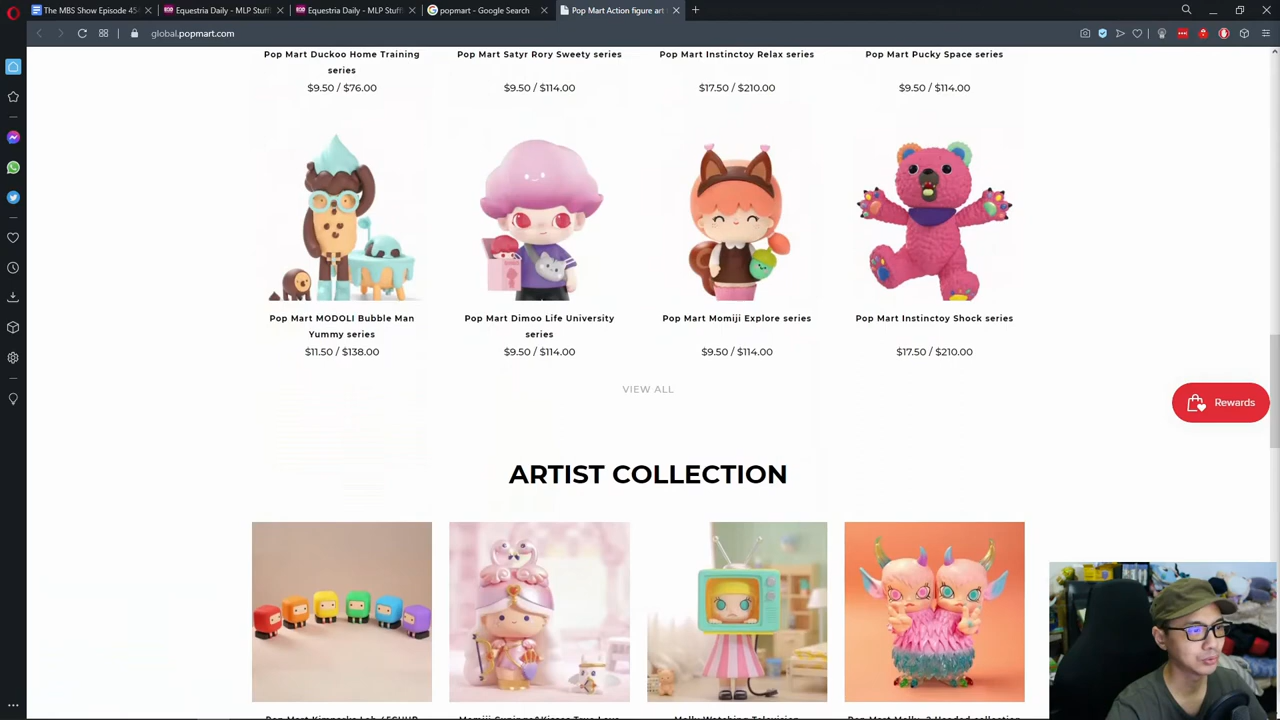 The MBS Show Episode 45
Equestria Daily - MLP Stuff!
Equestria Daily - MLP Stuff!
popmart - Google Search
Pop Mart Action figure art
global.popmart.com
Pop Mart Duckoo Home Training series
$9.50 / $76.00
Pop Mart Satyr Rory Sweety series
$9.50 / $114.00
Pop Mart Instinctoy Relax series
$17.50 / $210.00
Pop Mart Pucky Space series
$9.50 / $114.00
Pop Mart MODOLI Bubble Man
Yummy series
$11.50 / $138.00
Pop Mart Dimoo Life University
series
$9.50 / $114.00
Pop Mart Momiji Explore series
$9.50 / $114.00
Pop Mart Instinctoy Shock series
$17.50 / $210.00
VIEW ALL
Rewards
ARTIST COLLECTION
Molly Watching Television